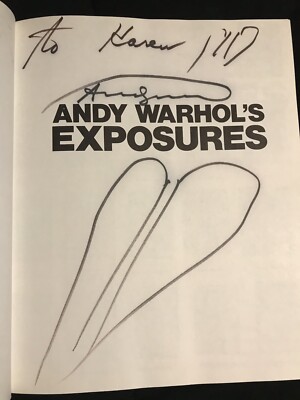 to Karen
ANDY WARHOL'S
EXPOSURES